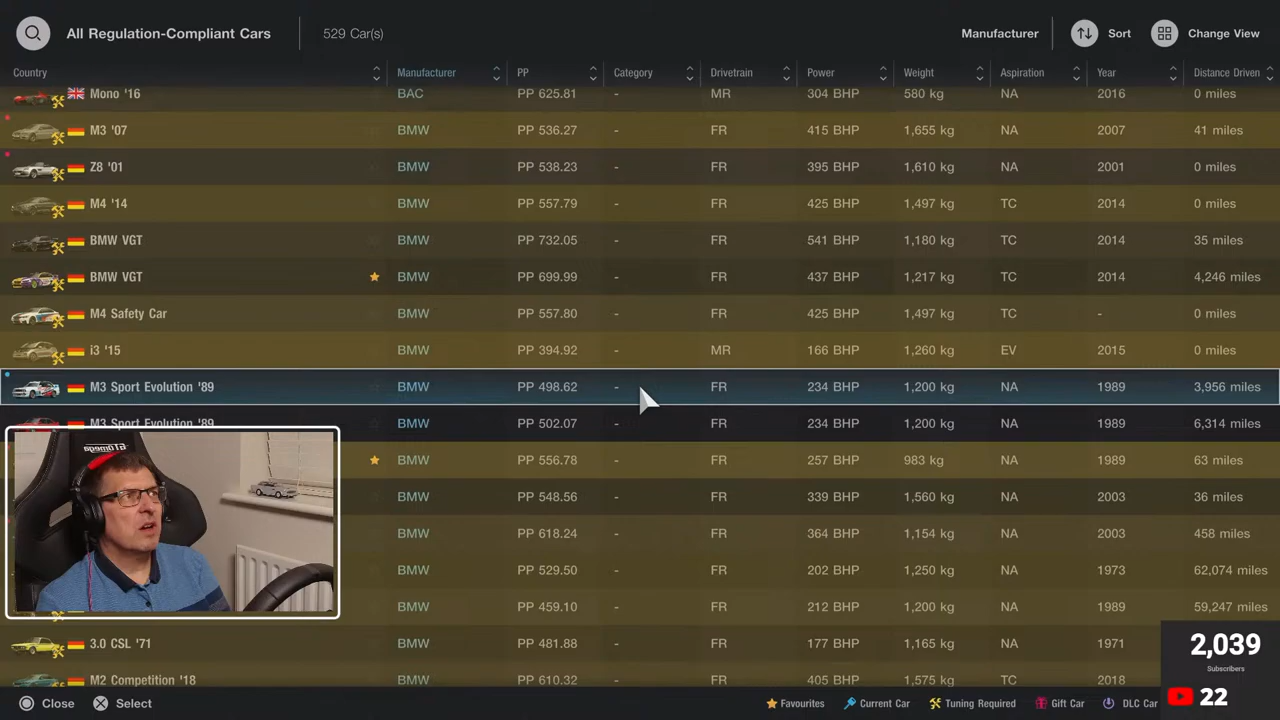 All Regulation-Compliant Cars 529 Car(s) Manufacturer Sort Change View
Country Manufacturer PP Category Drivetrain Power Weight Aspiration Year Distance Driven
Mono '16 BAC PP 625.81 - MR 304 BHP 580 kg NA 2016 0 miles
M3 '07 BMW PP 536.27 - FR 415 BHP 1,655 kg NA 2007 41 miles
Z8 '01 BMW PP 538.23 - FR 395 BHP 1,610 kg NA 2001 0 miles
M4 '14 BMW PP 557.79 - FR 425 BHP 1,497 kg TC 2014 0 miles
BMW VGT BMW PP 732.05 - FR 541 BHP 1,180 kg TC 2014 35 miles
BMW VGT BMW PP 699.99 - FR 437 BHP 1,217 kg TC 2014 4,246 miles
M4 Safety Car BMW PP 557.80 - FR 425 BHP 1,497 kg TC - 0 miles
i3 '15 BMW PP 394.92 - MR 166 BHP 1,260 kg EV 2015 0 miles
M3 Sport Evolution '89 BMW PP 498.62 - FR 234 BHP 1,200 kg NA 1989 3,956 miles
M3 Sport Evolution '89 BMW PP 502.07 - FR 234 BHP 1,200 kg NA 1989 6,314 miles
BMW PP 556.78 - FR 257 BHP 983 kg NA 1989 63 miles
BMW PP 548.56 - FR 339 BHP 1,560 kg NA 2003 36 miles
BMW PP 618.24 - FR 364 BHP 1,154 kg NA 2003 458 miles
BMW PP 529.50 - FR 202 BHP 1,250 kg NA 1973 62,074 miles
BMW PP 459.10 - FR 212 BHP 1,200 kg NA 1989 59,247 miles
3.0 CSL '71 BMW PP 481.88 - FR 177 BHP 1,165 kg NA 1971
M2 Competition '18 BMW PP 610.32 - FR 405 BHP 1,575 kg TC 2018
GT Omega
2,039
Subscribers
22
Close Select Favourites Current Car Tuning Required Gift Car DLC Car